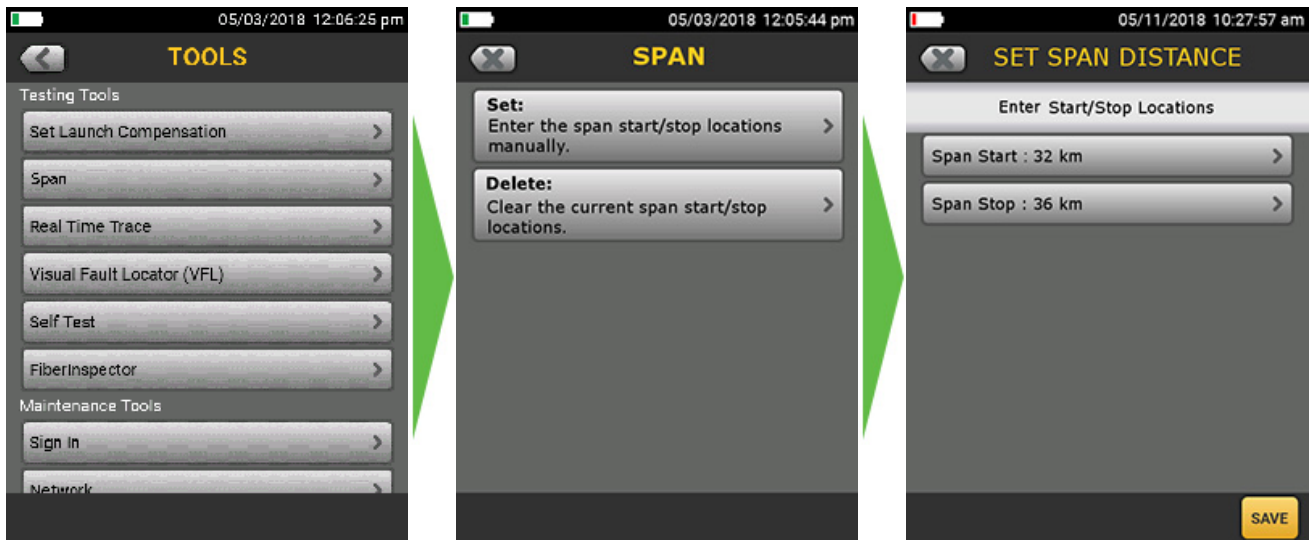 05/03/2018 12:06:25 pm
TOOLS
Testing Tools
Set Launch Compensation
Span
Real Time Trace
Visual Fault Locator (VFL)
Self Test
FiberInspector
Maintenance Tools
Sign In
Network
05/03/2018 12:05:44 pm
SPAN
Set:
Enter the span start/stop locations
manually.
Delete:
Clear the current span start/stop
locations.
05/11/2018 10:27:57 am
SET SPAN DISTANCE
Enter Start/Stop Locations
Span Start : 32 km
Span Stop : 36 km
SAVE